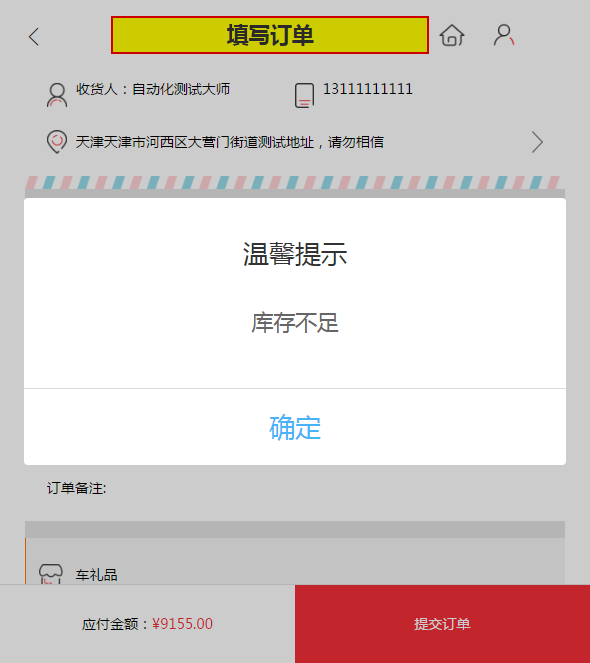 填写订单
收货人：自动化测试大师
13111111111
天津天津市河西区大营门街道测试地址，请勿相信
温馨提示
库存不足
确定
订单备注:
车礼品
应付金额：¥9155.00
提交订单